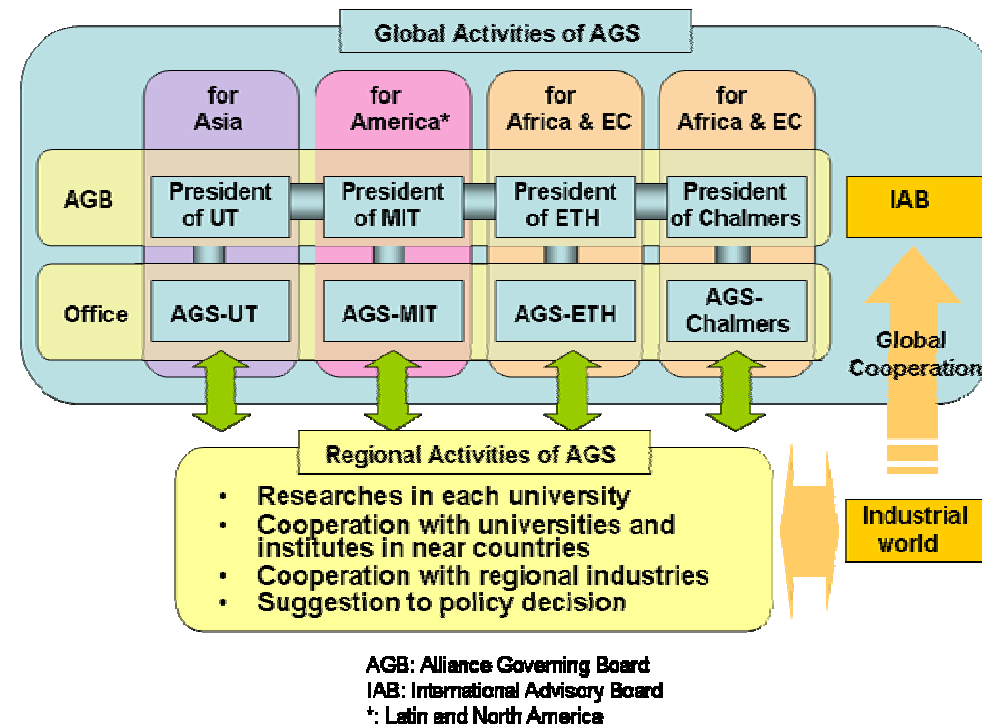 Global Activities of AGS
for
Asia
for
America*
for
Africa & EC
for
Africa & EC
AGB
President
of UT
President
of MIT
President
of ETH
President
of Chalmers
IAB
Office
AGS-UT
AGS-MIT
AGS-ETH
AGS-
Chalmers
Global
Cooperation
Regional Activities of AGS
• Researches in each university
• Cooperation with universities and
institutes in near countries
• Cooperation with regional industries
• Suggestion to policy decision
Industrial
world
AGB: Alliance Governing Board
IAB: International Advisory Board
*: Latin and North America